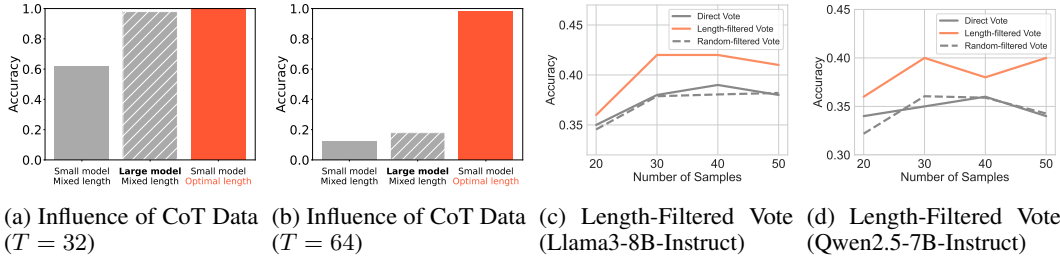 Accuracy
1.0
0.8
0.6
0.4
0.2
0.0
Small model
Mixed length
Large model
Mixed length
Small model
Optimal length
(a) Influence of CoT Data
(T = 32)
Accuracy
1.0
0.8
0.6
0.4
0.2
0.0
Small model
Mixed length
Large model
Mixed length
Small model
Optimal length
(b) Influence of CoT Data
(T = 64)
Accuracy
0.45
0.40
0.35
Direct Vote
Length-filtered Vote
Random-filtered Vote
20 30 40 50
Number of Samples
(c) Length-Filtered Vote
(Llama3-8B-Instruct)
Accuracy
0.45
0.40
0.35
0.30
Direct Vote
Length-filtered Vote
Random-filtered Vote
20 30 40 50
Number of Samples
(d) Length-Filtered Vote
(Qwen2.5-7B-Instruct)